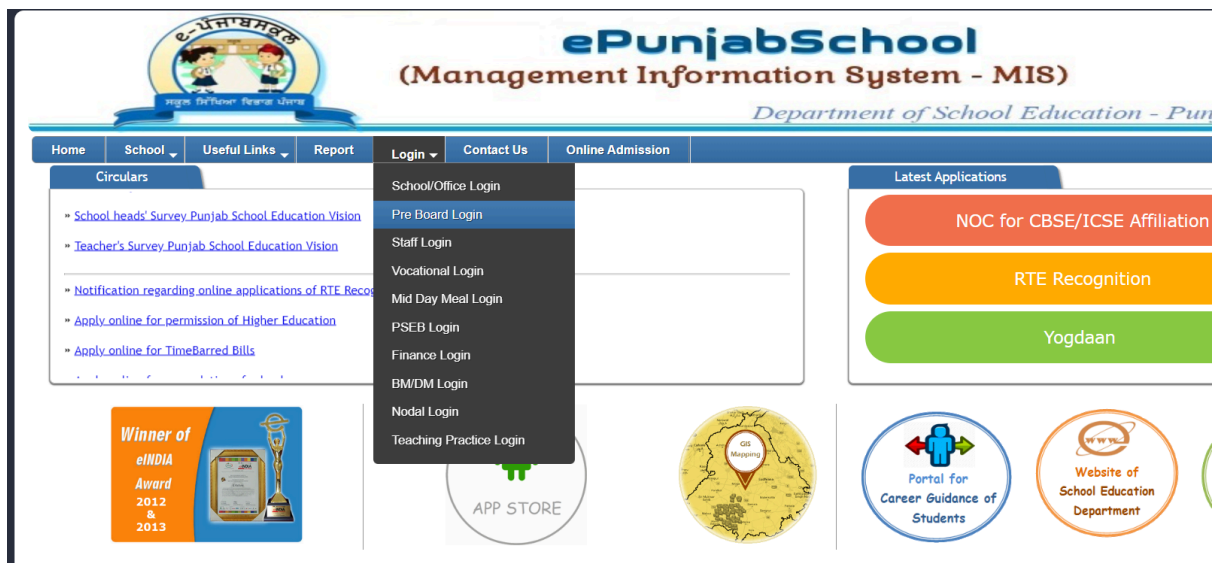 e-ਪੰਜਾਬਸਕੂਲ
ਸਕੂਲ ਸਿੱਖਿਆ ਵਿਭਾਗ ਪੰਜਾਬ
ePunjabSchool
(Management Information System - MIS)
Department of School Education - Pun
Home School Useful Links Report Login Contact Us Online Admission
Circulars
» School heads' Survey Punjab School Education Vision
» Teacher's Survey Punjab School Education Vision
» Notification regarding online applications of RTE Recog
» Apply online for permission of Higher Education
» Apply online for TimeBarred Bills
School/Office Login
Pre Board Login
Staff Login
Vocational Login
Mid Day Meal Login
PSEB Login
Finance Login
BM/DM Login
Nodal Login
Teaching Practice Login
Latest Applications
NOC for CBSE/ICSE Affiliation
RTE Recognition
Yogdaan
Winner of
eINDIA
Award
2012
&
2013
APP STORE
GIS
Mapping
Portal for
Career Guidance of
Students
www
Website of
School Education
Department